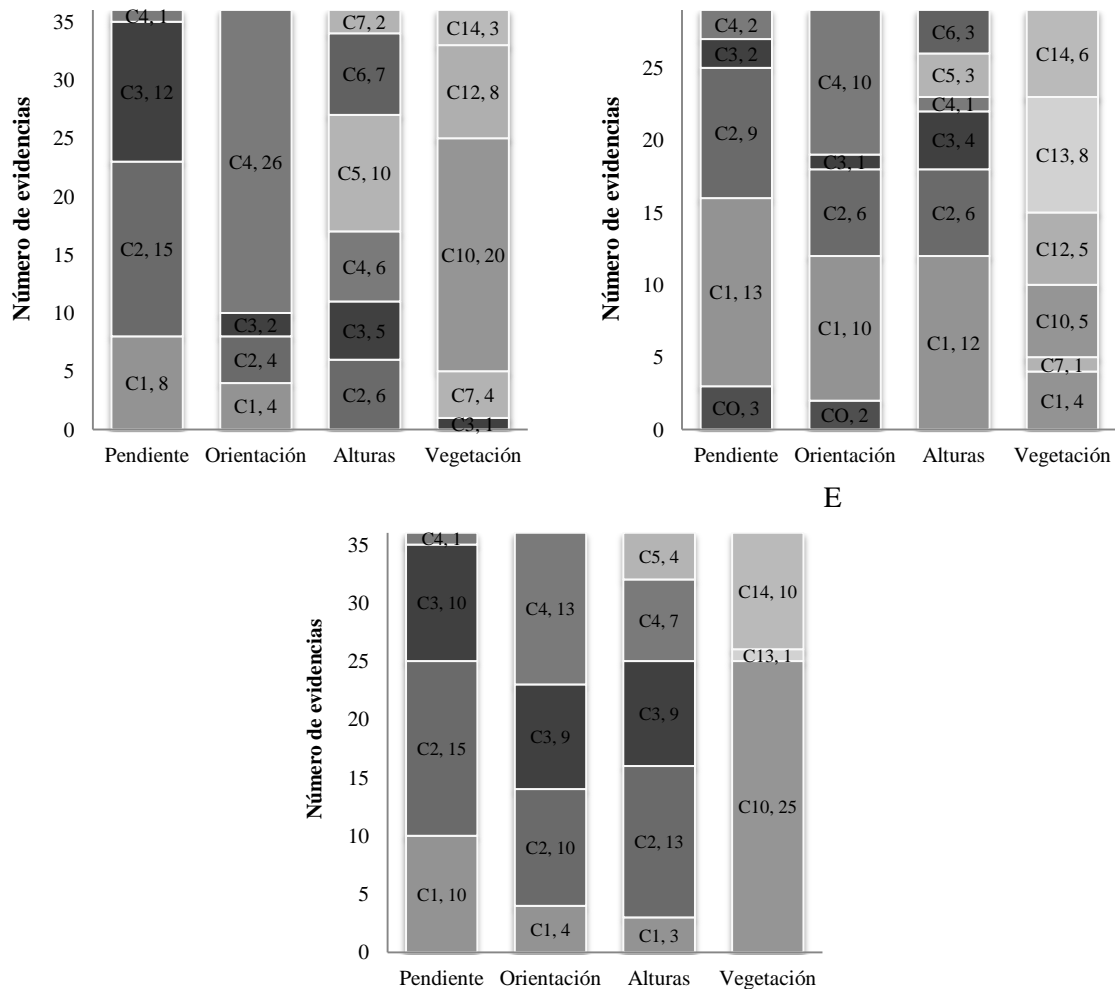 Número de evidencias
35
30
25
20
15
10
5
0
C4, 1
C3, 12
C2, 15
C1, 8
C4, 26
C3, 2
C2, 4
C1, 4
C7, 2
C6, 7
C5, 10
C4, 6
C3, 5
C2, 6
C14, 3
C12, 8
C10, 20
C7, 4
C3, 1
Pendiente Orientación Alturas Vegetación
Número de evidencias
25
20
15
10
5
0
C4, 2
C3, 2
C2, 9
C1, 13
CO, 3
C4, 10
C3, 1
C2, 6
C1, 10
CO, 2
C6, 3
C5, 3
C4, 1
C3, 4
C2, 6
C1, 12
C14, 6
C13, 8
C12, 5
C10, 5
C7, 1
C1, 4
Pendiente Orientación Alturas Vegetación
E
Número de evidencias
35
30
25
20
15
10
5
0
C4, 1
C3, 10
C2, 15
C1, 10
C4, 13
C3, 9
C2, 10
C1, 4
C5, 4
C4, 7
C3, 9
C2, 13
C1, 3
C14, 10
C13, 1
C10, 25
Pendiente Orientación Alturas Vegetación